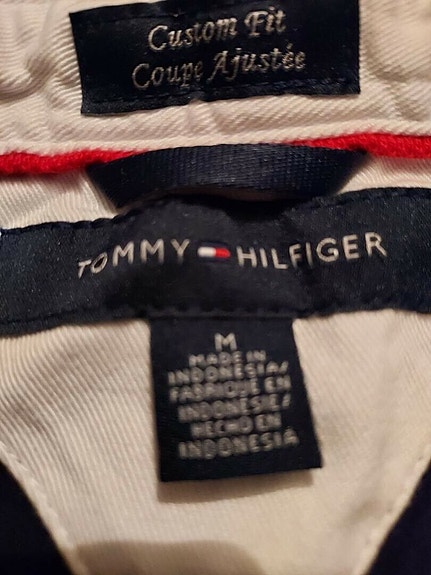 Custom Fit
Coupe Ajustée
TOMMY HILFIGER
M
MADE IN
INDONESIA/
FABRIQUÉ EN
INDONÉSIE/
HECHO EN
INDONESIA